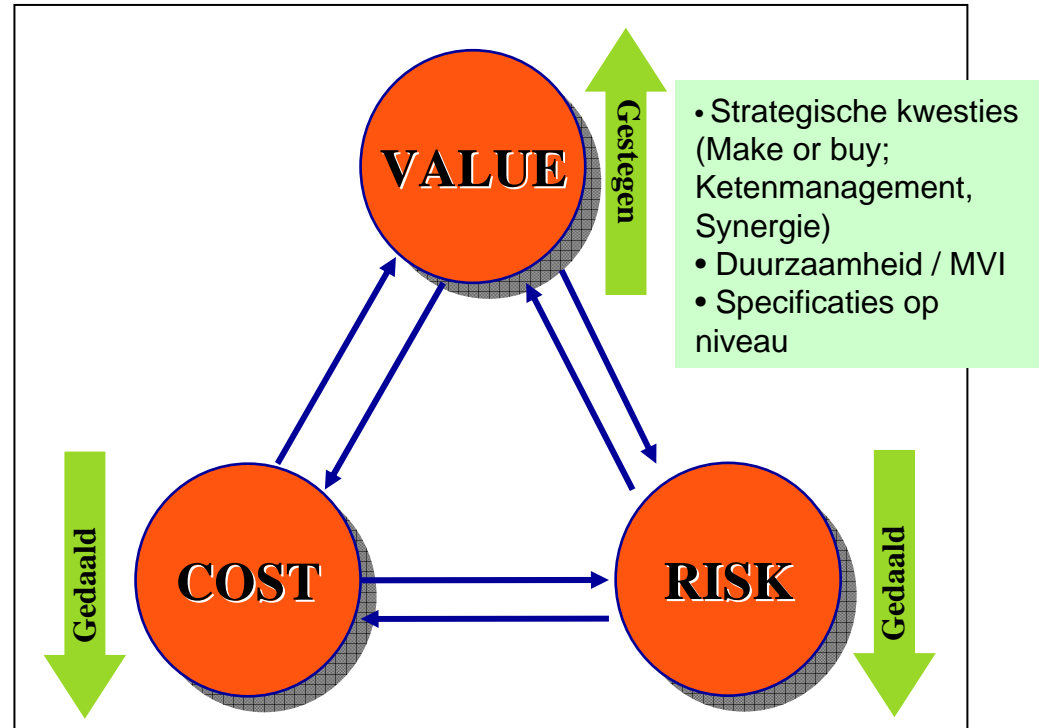 VALUE
Gestegen
• Strategische kwesties
(Make or buy;
Ketenmanagement,
Synergie)
• Duurzaamheid / MVI
• Specificaties op
niveau
Gedaald
COST
RISK
Gedaald